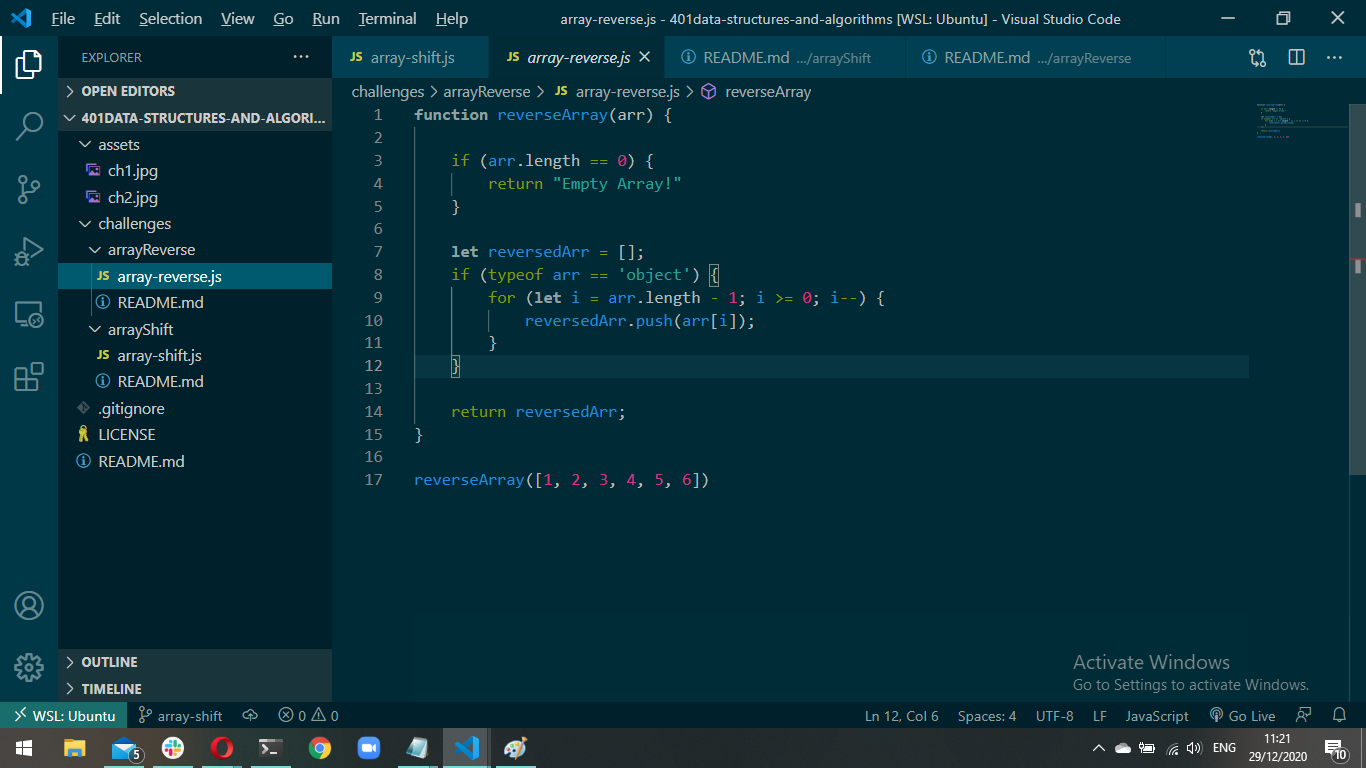 File Edit Selection View Go Run Terminal Help array-reverse.js - 401data-structures-and-algorithms [WSL: Ubuntu] - Visual Studio Code
EXPLORER
OPEN EDITORS
401DATA-STRUCTURES-AND-ALGORI...
assets
ch1.jpg
ch2.jpg
challenges
arrayReverse
JS array-reverse.js
README.md
arrayShift
JS array-shift.js
README.md
.gitignore
LICENSE
README.md
OUTLINE
TIMELINE
JS array-shift.js JS array-reverse.js README.md .../arrayShift README.md .../arrayReverse
challenges > arrayReverse > JS array-reverse.js > reverseArray
1 function reverseArray(arr) {
2
3 if (arr.length == 0) {
4 return "Empty Array!"
5 }
6
7 let reversedArr = [];
8 if (typeof arr == 'object') {
9 for (let i = arr.length - 1; i >= 0; i--) {
10 reversedArr.push(arr[i]);
11 }
12 }
13
14 return reversedArr;
15 }
16
17 reverseArray([1, 2, 3, 4, 5, 6])
Activate Windows
Go to Settings to activate Windows.
WSL: Ubuntu array-shift 0 0 Ln 12, Col 6 Spaces: 4 UTF-8 LF JavaScript Go Live
5 ENG 11:21
29/12/2020 10